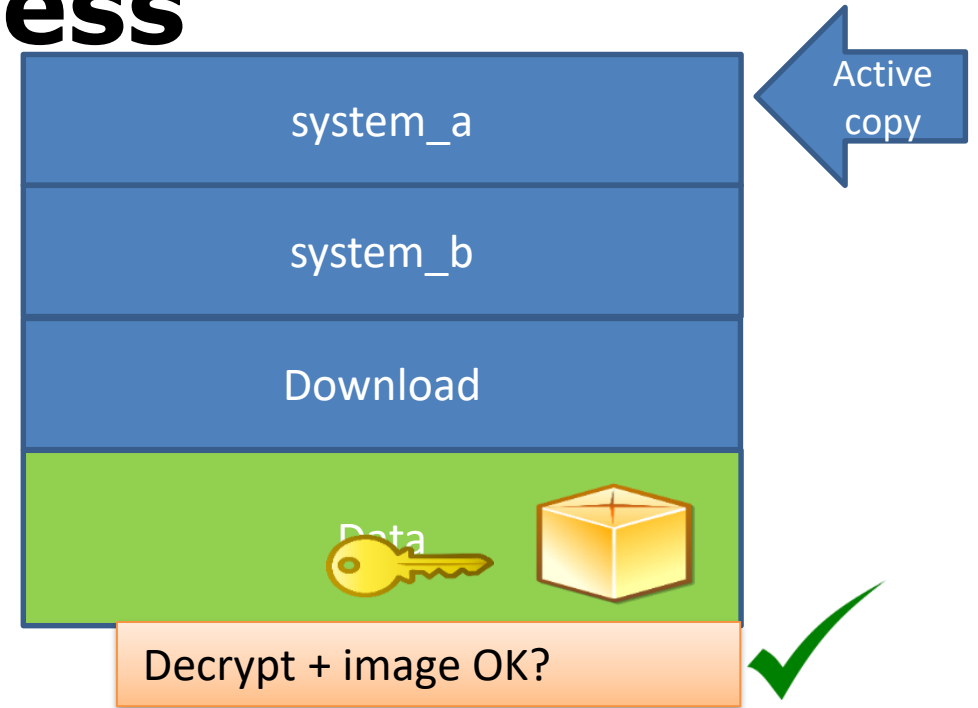 ess
system_a
Active
copy
system_b
Download
Data
Decrypt + image OK?